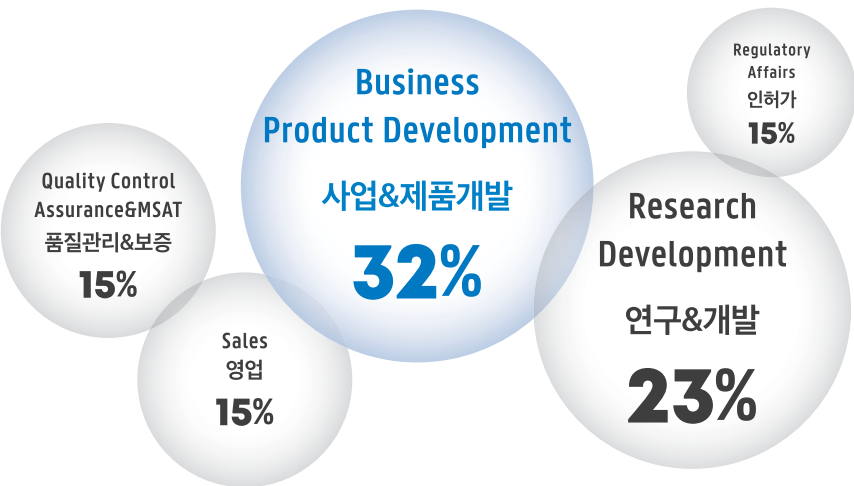 Business
Product Development
사업&제품개발
32%
Regulatory
Affairs
인허가
15%
Quality Control
Assurance&MSAT
품질관리&보증
15%
Research
Development
연구&개발
23%
Sales
영업
15%